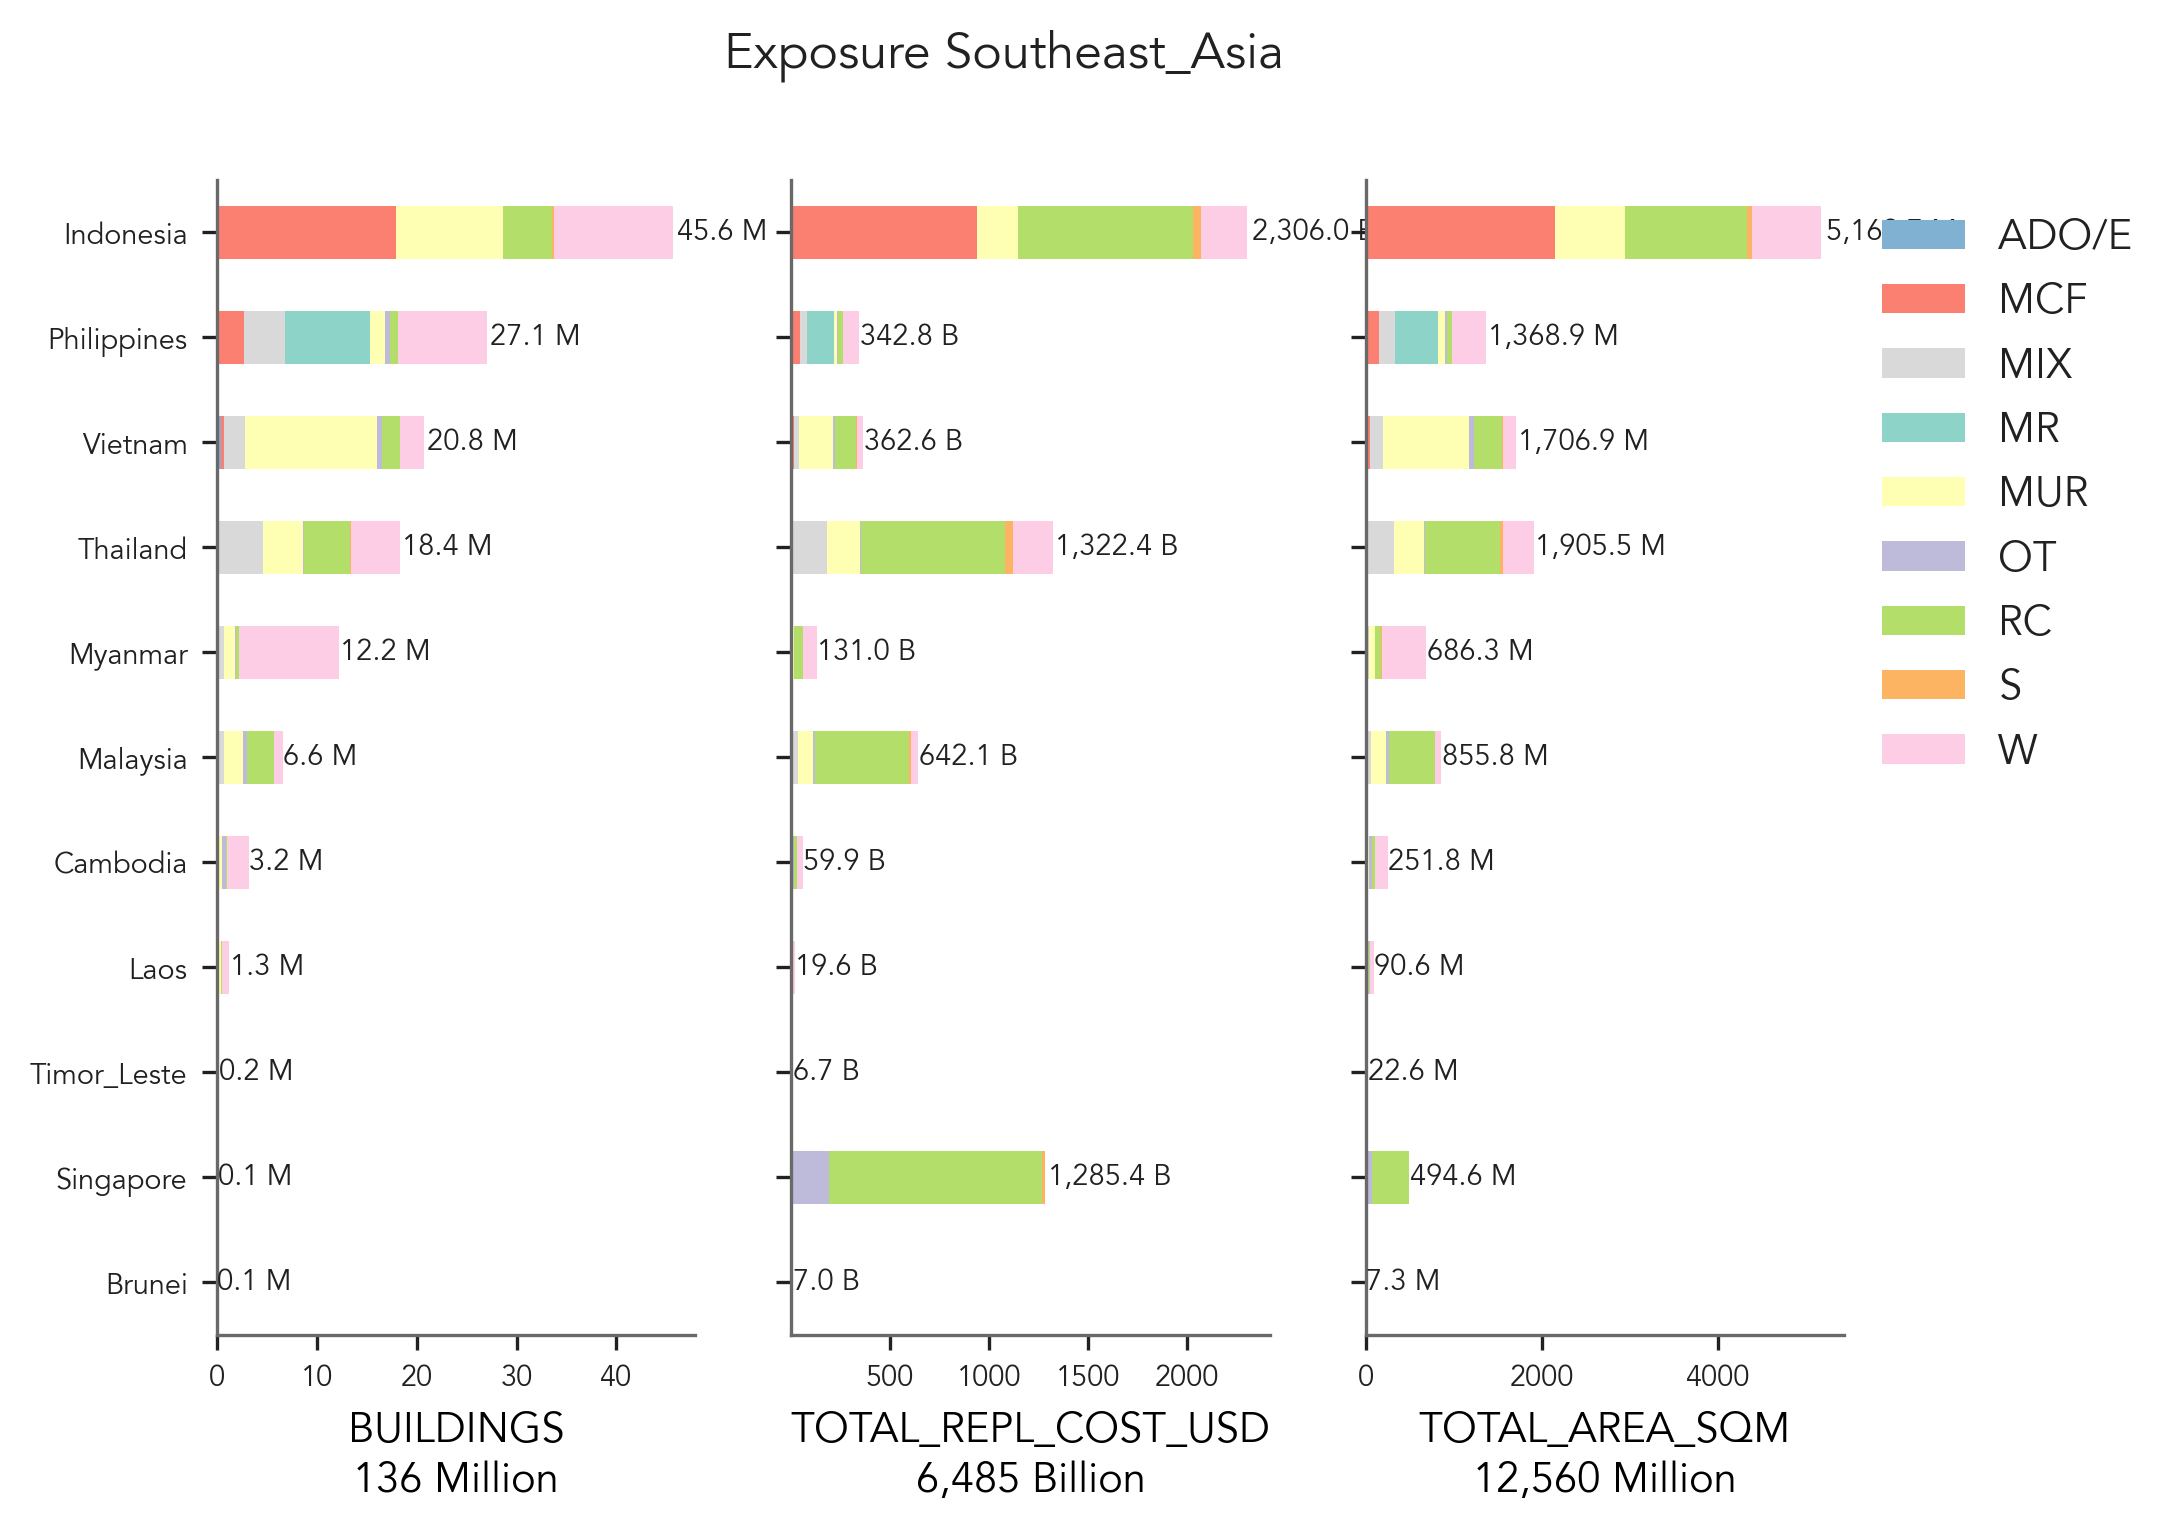 Exposure Southeast_Asia
Indonesia
45.6 M
2,306.0
ADO/E
MCF
Philippines
27.1 M
342.8 B
1,368.9 M
MIX
MR
Vietnam
20.8 M
362.6 B
1,706.9 M
MUR
Thailand
18.4 M
1,322.4 B
1,905.5 M
OT
RC
Myanmar
12.2 M
131.0 B
686.3 M
S
Malaysia
6.6 M
642.1 B
855.8 M
W
Cambodia
3.2 M
59.9 B
251.8 M
Laos
1.3 M
19.6 B
90.6 M
Timor_Leste
0.2 M
6.7 B
22.6 M
Singapore
0.1 M
1,285.4 B
494.6 M
Brunei
0.1 M
7.0 B
7.3 M
0 10 20 30 40
500 1000 1500 2000
0 2000 4000
BUILDINGS
136 Million
TOTAL_REPL_COST_USD
6,485 Billion
TOTAL_AREA_SQM
12,560 Million